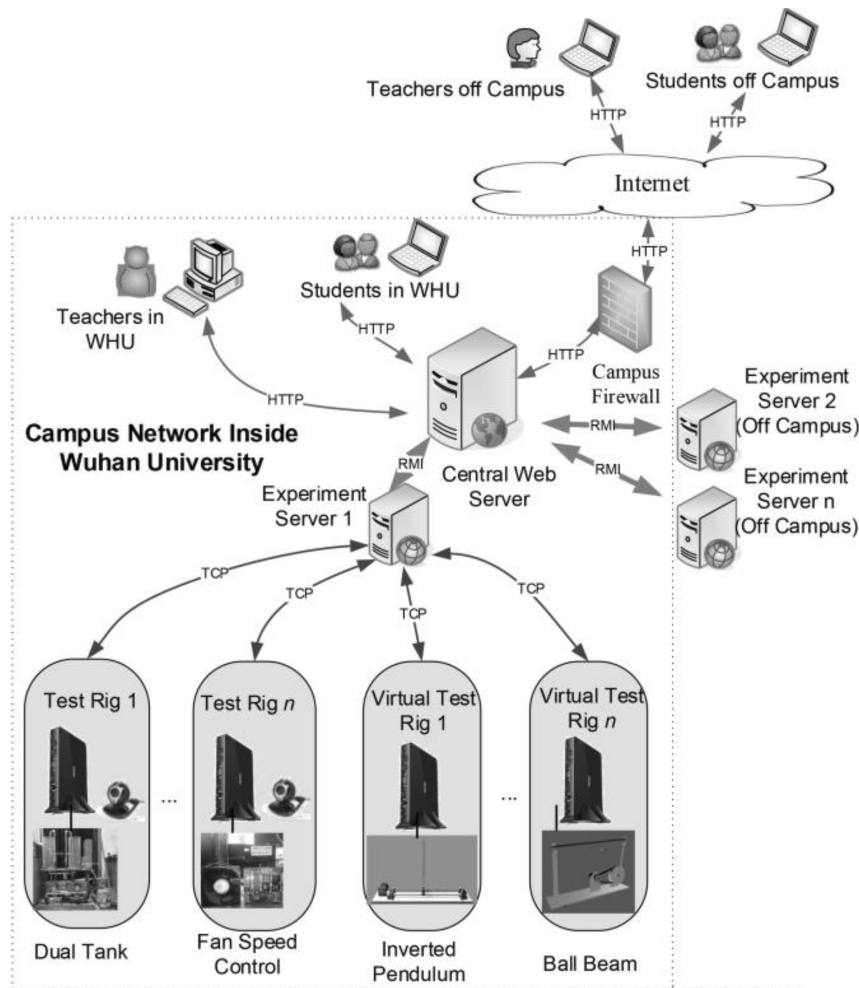 Teachers off Campus
Students off Campus
HTTP
HTTP
Internet
HTTP
Teachers in
WHU
Students in WHU
HTTP
HTTP
HTTP
Campus
Firewall
Campus Network Inside
Wuhan University
RMI
Central Web
Server
RMI
RMI
Experiment
Server 2
(Off Campus)
Experiment
Server n
(Off Campus)
Experiment
Server 1
TCP
TCP
TCP
TCP
Test Rig 1
Test Rig n
Virtual Test
Rig 1
Virtual Test
Rig n
...
...
Dual Tank
Fan Speed
Control
Inverted
Pendulum
Ball Beam